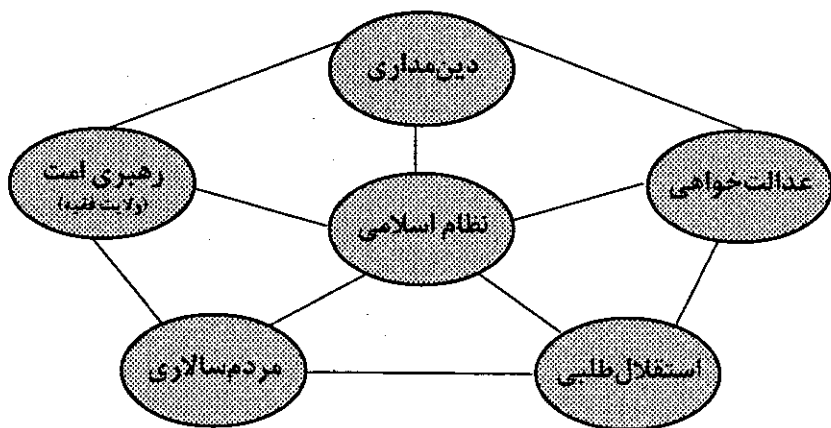 دین‌مداری
عدالت‌خواهی
رهبری امت
(ولایت فقیه)
نظام اسلامی
استقلال‌طلبی
مردم‌سالاری